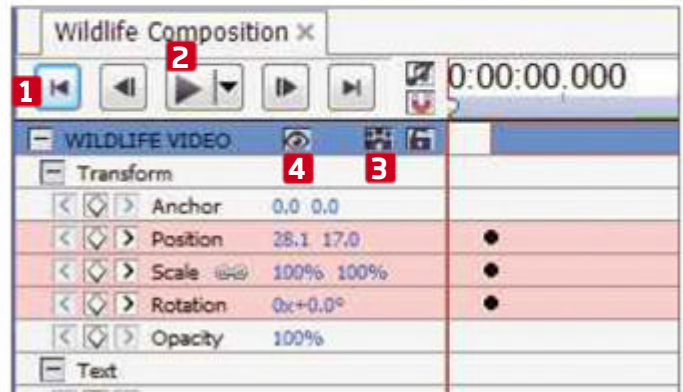 Wildlife Composition ×
2
1
0:00:00.000
WILDLIFE VIDEO
4 3
Transform
Anchor 0.0 0.0
Position 28.1 17.0
Scale 100% 100%
Rotation 0x+0.0°
Opacity 100%
Text